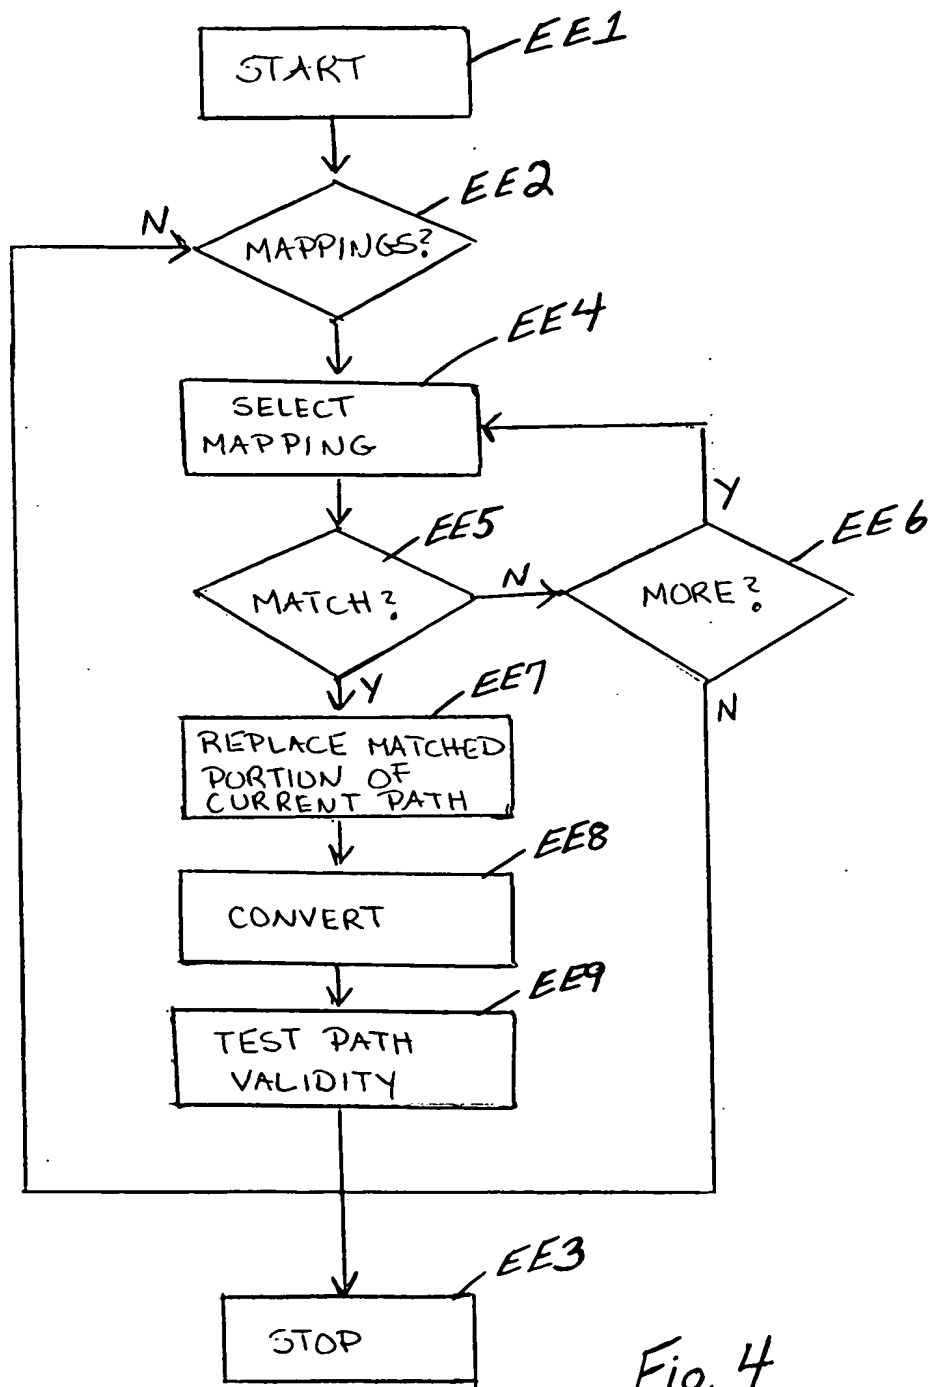 START
EE1
EE2
N
MAPPINGS?
EE4
SELECT
MAPPING
Y
EE5
EE6
MATCH?
N
MORE?
Y
EE7
N
REPLACE MATCHED
PORTION OF
CURRENT PATH
EE8
CONVERT
EE9
TEST PATH
VALIDITY
EE3
STOP
Fig. 4